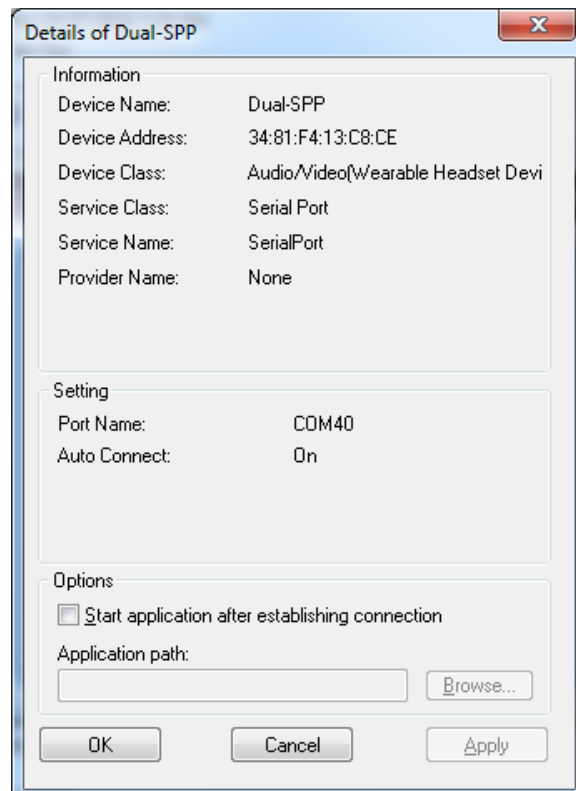 Details of Dual-SPP
Information
Device Name: Dual-SPP
Device Address: 34:81:F4:13:C8:CE
Device Class: Audio/Video(Wearable Headset Devi
Service Class: Serial Port
Service Name: SerialPort
Provider Name: None
Setting
Port Name: COM40
Auto Connect: On
Options
Start application after establishing connection
Application path:
Browse...
OK Cancel Apply